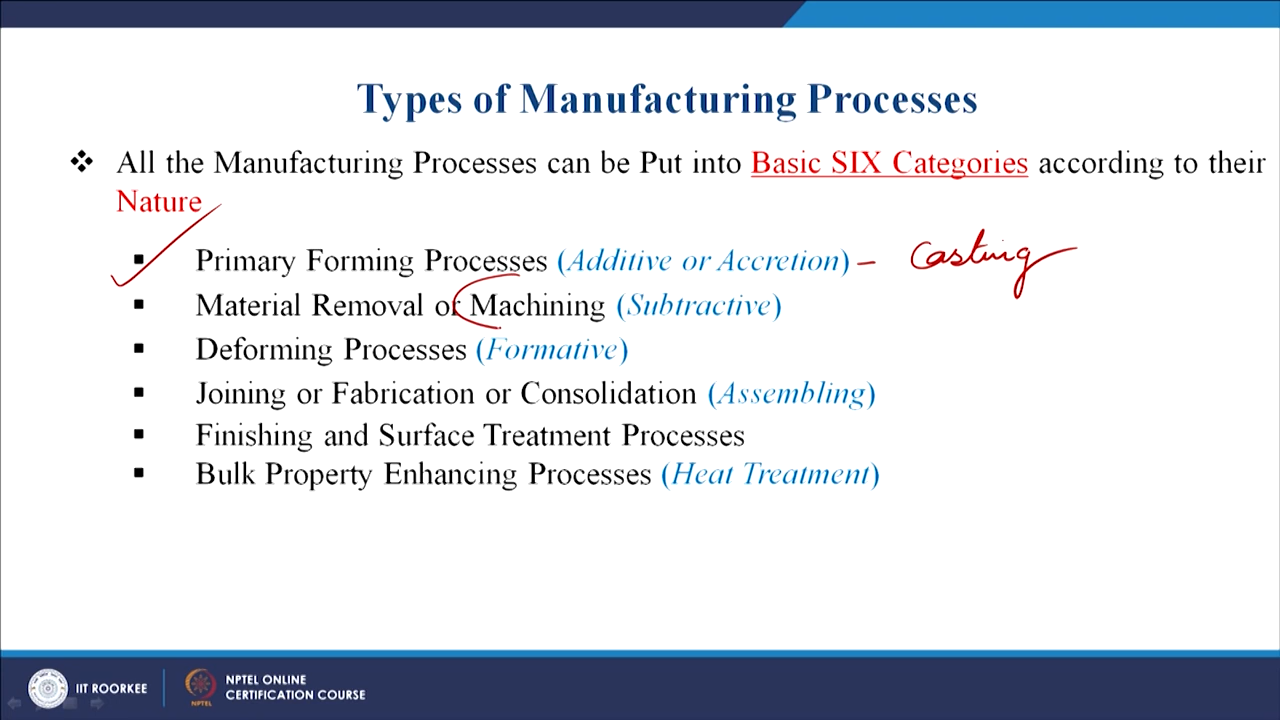 Types of Manufacturing Processes
❖ All the Manufacturing Processes can be Put into Basic SIX Categories according to their
Nature
▪ Primary Forming Processes (Additive or Accretion) – Casting
▪ Material Removal or Machining (Subtractive)
▪ Deforming Processes (Formative)
▪ Joining or Fabrication or Consolidation (Assembling)
▪ Finishing and Surface Treatment Processes
▪ Bulk Property Enhancing Processes (Heat Treatment)
IIT ROORKEE
NPTEL
NPTEL ONLINE
CERTIFICATION COURSE